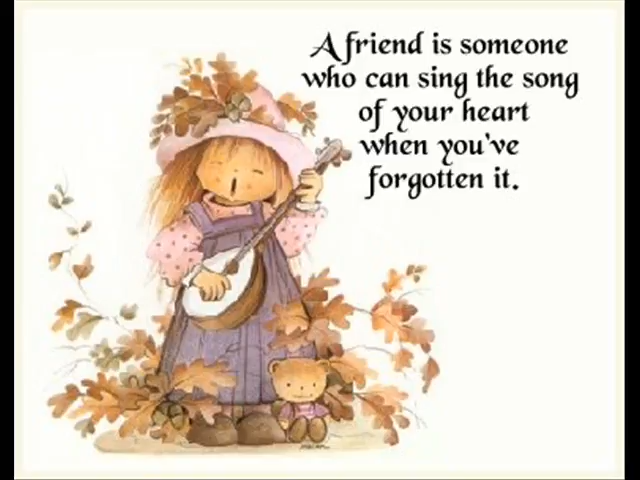 A friend is someone
who can sing the song
of your heart
when you've
forgotten it.